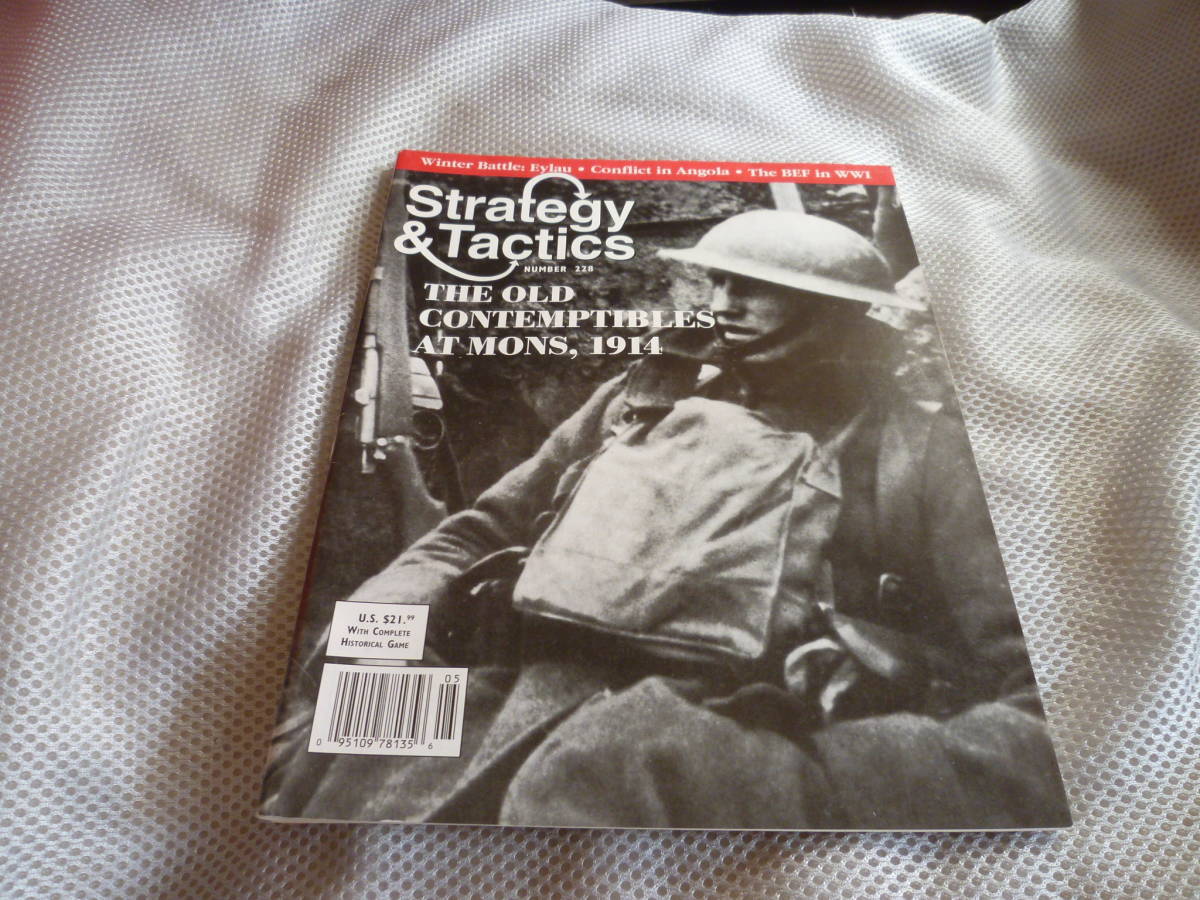 Winter Battle: Eylau • Conflict in Angola • The BEF in WWI
Strategy
&Tactics
NUMBER 228
THE OLD
CONTEMPTIBLES
AT MONS, 1914
U.S. $21.99
WITH COMPLETE
HISTORICAL GAME
05
0 95109 78135 6